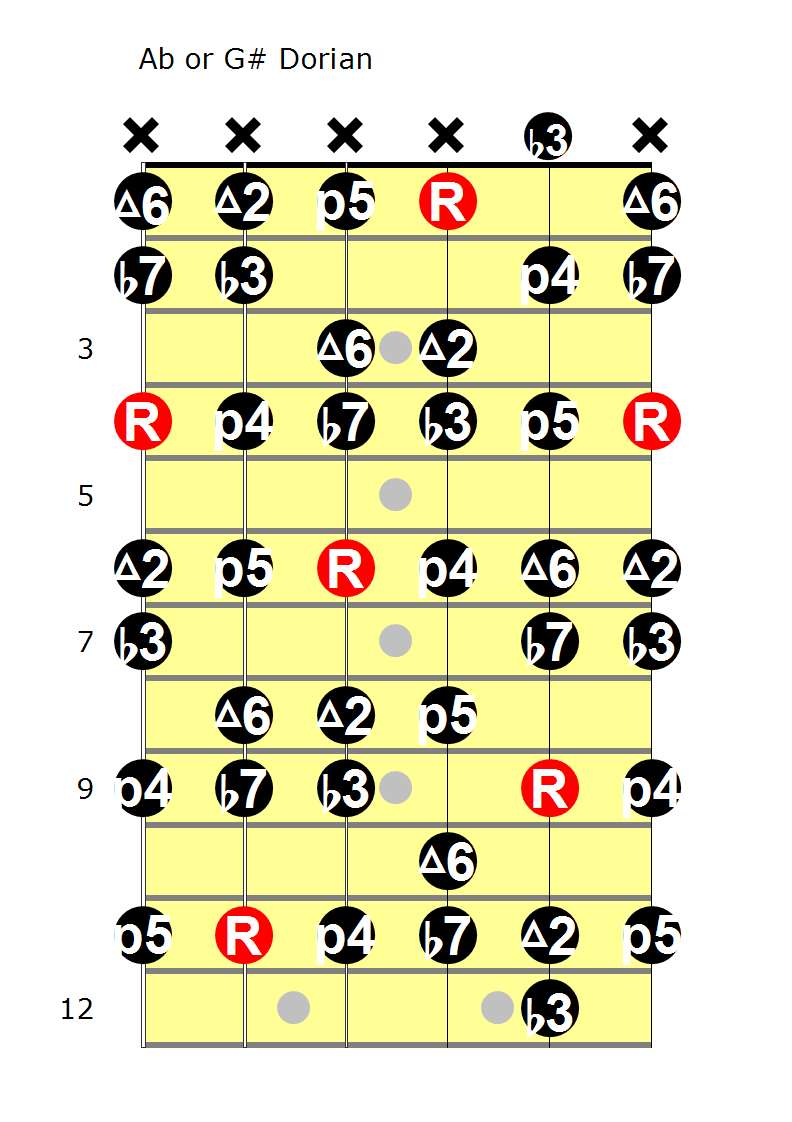 Ab or G# Dorian
✕ ✕ ✕ ✕ ♭3 ✕
Δ6 Δ2 p5 R Δ6
♭7 ♭3 p4 ♭7
3 Δ6 Δ2
R p4 ♭7 ♭3 p5 R
5
Δ2 p5 R p4 Δ6 Δ2
7 ♭3 ♭7 ♭3
Δ6 Δ2 p5
9 p4 ♭7 ♭3 R p4
Δ6
p5 R p4 ♭7 Δ2 p5
12 ♭3